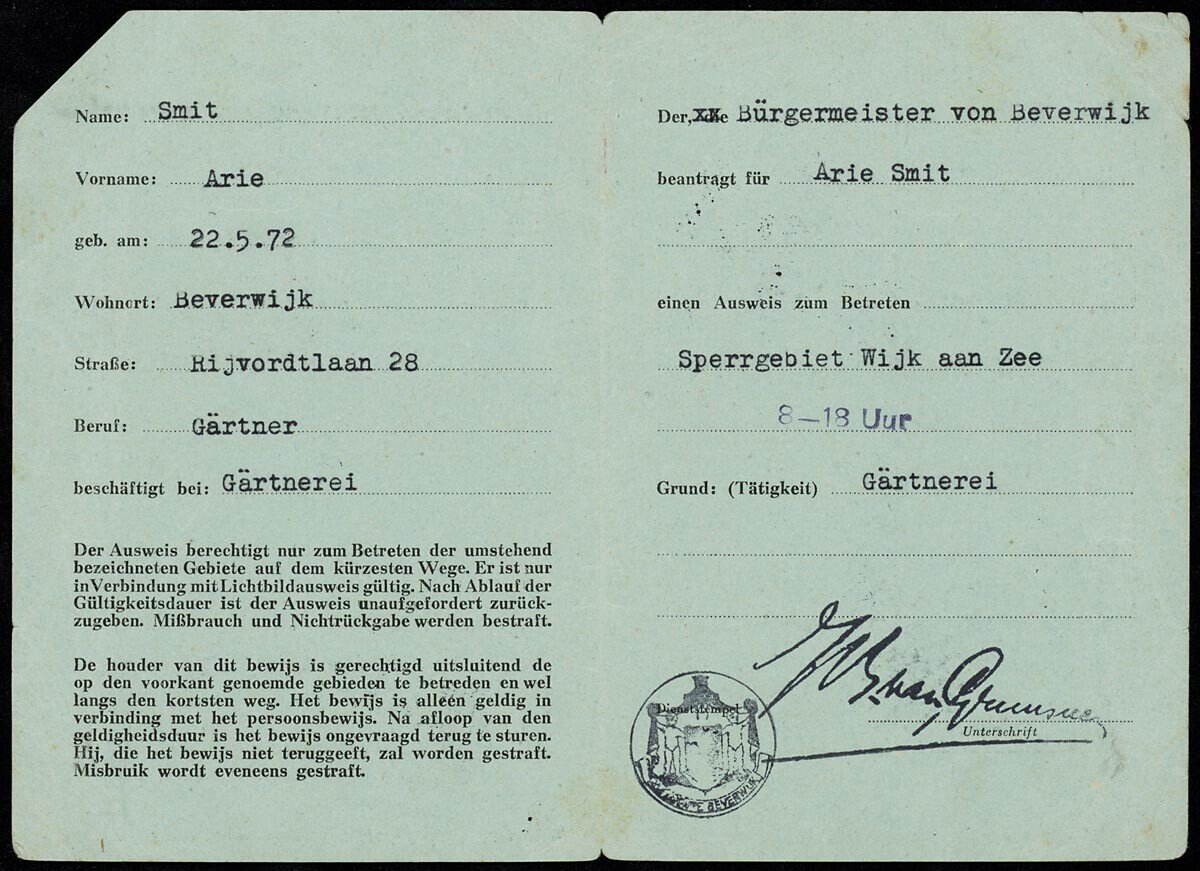 Name: Smit
Vorname: Arie
geb. am: 22.5.72
Wohnort: Beverwijk
Straße: Rijvordtlaan 28
Beruf: Gärtner
beschäftigt bei: Gärtnerei
Der Ausweis berechtigt nur zum Betreten der umstehend
bezeichneten Gebiete auf dem kürzesten Wege. Er ist nur
in Verbindung mit Lichtbildausweis gültig. Nach Ablauf der
Gültigkeitsdauer ist der Ausweis unaufgefordert zurück-
zugeben. Mißbrauch und Nichtrückgabe werden bestraft.
De houder van dit bewijs is gerechtigd uitsluitend de
op den voorkant genoemde gebieden te betreden en wel
langs den kortsten weg. Het bewijs is alléén geldig in
verbinding met het persoonsbewijs. Na afloop van den
geldigheidsduur is het bewijs ongevraagd terug te sturen.
Hij, die het bewijs niet teruggeeft, zal worden gestraft.
Misbruik wordt eveneens gestraft.
Der, xxe Bürgermeister von Beverwijk
beantragt für Arie Smit
einen Ausweis zum Betreten
Sperrgebiet Wijk aan Zee
8–18 Uur
Grund: (Tätigkeit) Gärtnerei
Dienststempel
GEMEENTE BEVERWIJK
Unterschrift